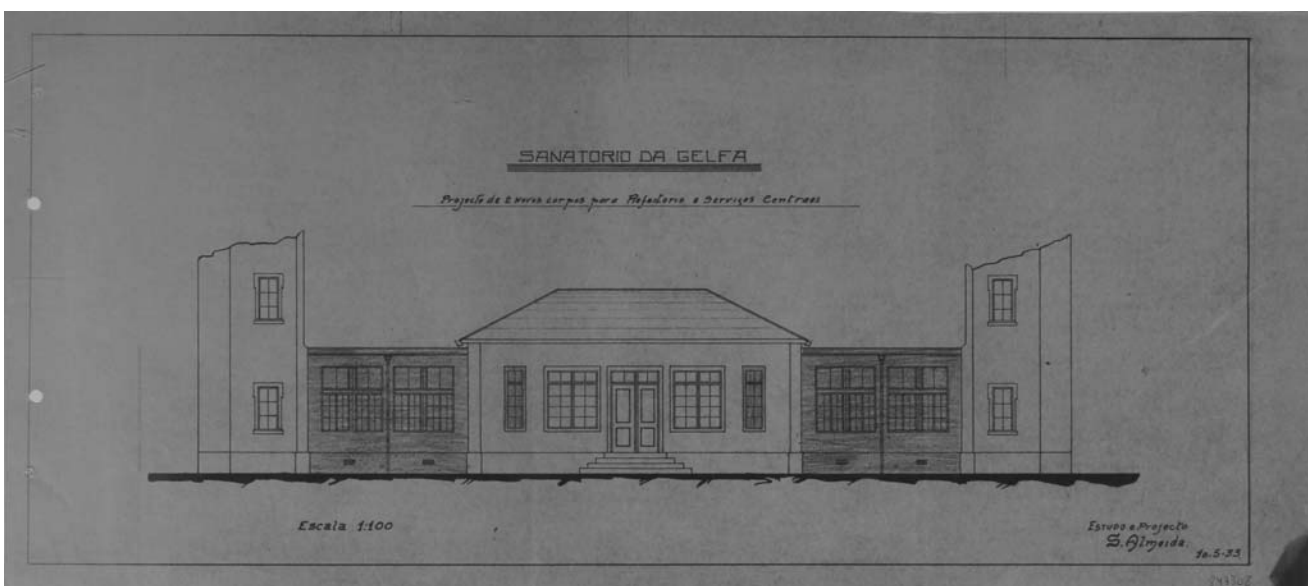 SANATORIO DA GELFA
Projecto de 2 novos corpos para Refeitorio e Serviços Centraes
Escala 1:100
Estudo e Projecto
S. Almeida.
10-5-33